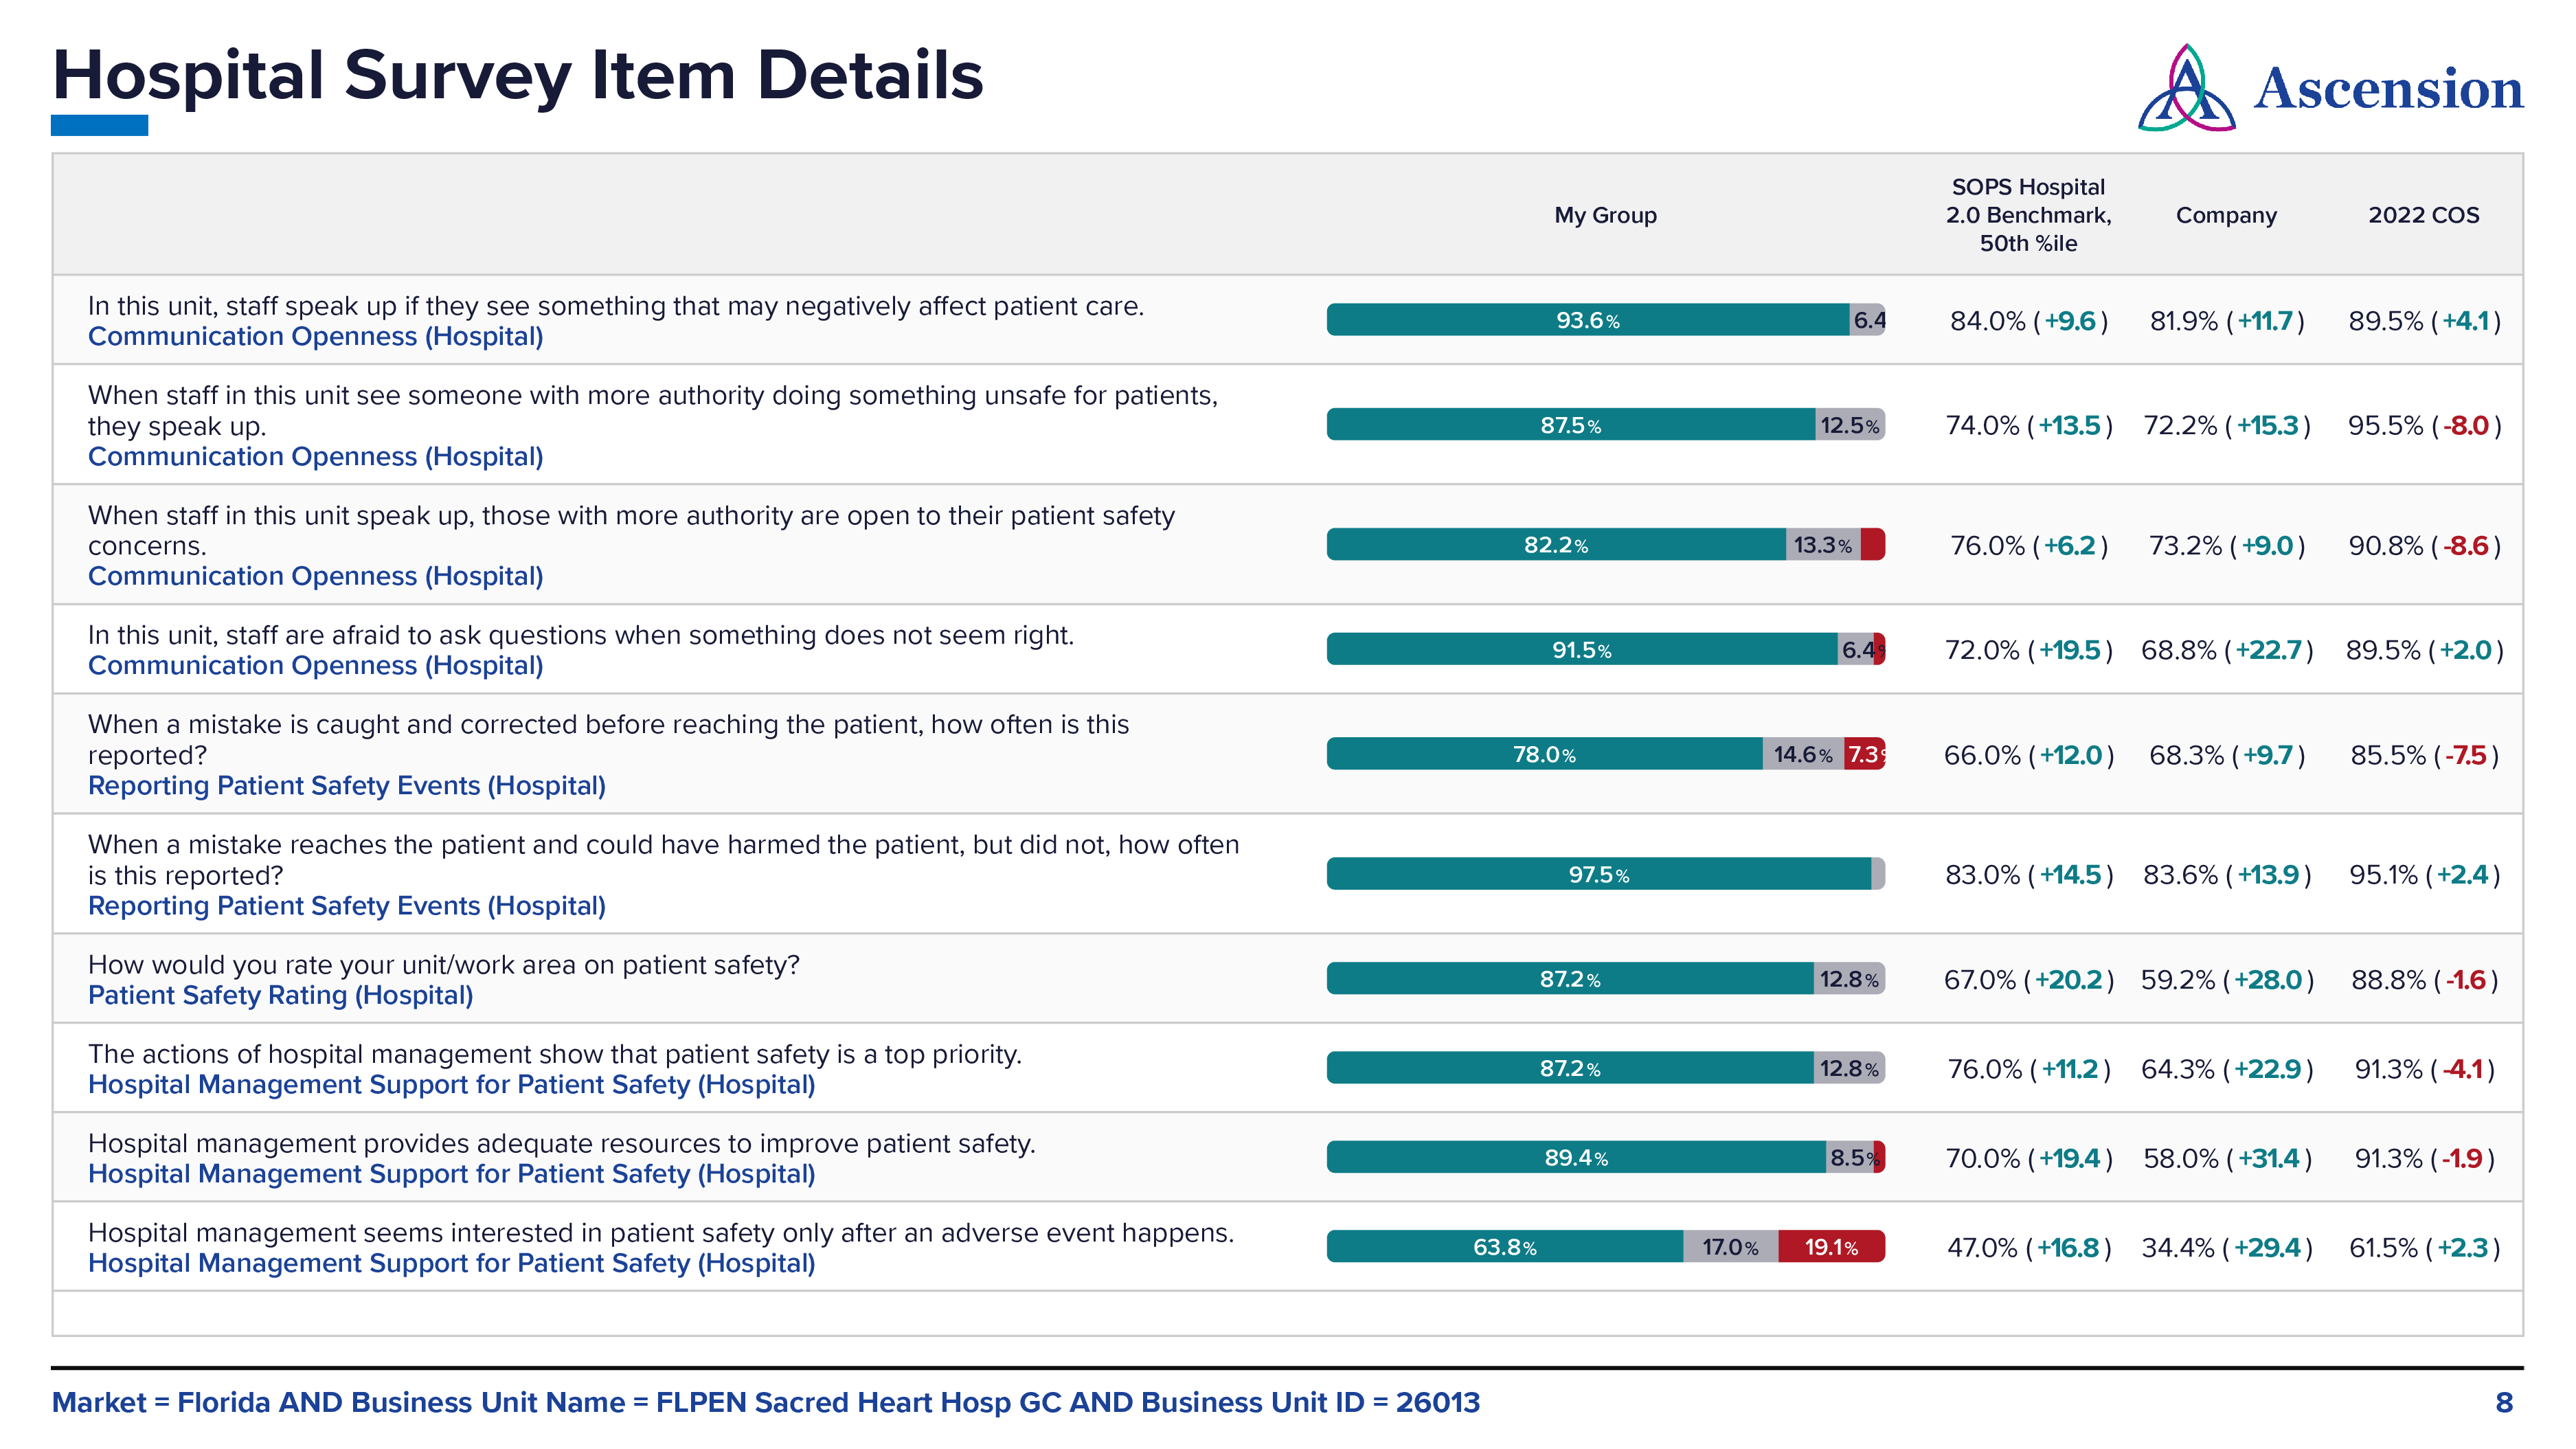 Hospital Survey Item Details
Ascension
SOPS Hospital
2.0 Benchmark,
50th %ile
My Group
Company
2022 COS
In this unit, staff speak up if they see something that may negatively affect patient care.
Communication Openness (Hospital)
93.6% 6.4 84.0% (+9.6) 81.9% (+11.7) 89.5% (+4.1)
When staff in this unit see someone with more authority doing something unsafe for patients,
they speak up.
Communication Openness (Hospital)
87.5% 12.5% 74.0% (+13.5) 72.2% (+15.3) 95.5% (-8.0)
When staff in this unit speak up, those with more authority are open to their patient safety
concerns.
Communication Openness (Hospital)
82.2% 13.3% 76.0% (+6.2) 73.2% (+9.0) 90.8% (-8.6)
In this unit, staff are afraid to ask questions when something does not seem right.
Communication Openness (Hospital)
91.5% 6.4% 72.0% (+19.5) 68.8% (+22.7) 89.5% (+2.0)
When a mistake is caught and corrected before reaching the patient, how often is this
reported?
Reporting Patient Safety Events (Hospital)
78.0% 14.6% 7.3% 66.0% (+12.0) 68.3% (+9.7) 85.5% (-7.5)
When a mistake reaches the patient and could have harmed the patient, but did not, how often
is this reported?
Reporting Patient Safety Events (Hospital)
97.5% 83.0% (+14.5) 83.6% (+13.9) 95.1% (+2.4)
How would you rate your unit/work area on patient safety?
Patient Safety Rating (Hospital)
87.2% 12.8% 67.0% (+20.2) 59.2% (+28.0) 88.8% (-1.6)
The actions of hospital management show that patient safety is a top priority.
Hospital Management Support for Patient Safety (Hospital)
87.2% 12.8% 76.0% (+11.2) 64.3% (+22.9) 91.3% (-4.1)
Hospital management provides adequate resources to improve patient safety.
Hospital Management Support for Patient Safety (Hospital)
89.4% 8.5% 70.0% (+19.4) 58.0% (+31.4) 91.3% (-1.9)
Hospital management seems interested in patient safety only after an adverse event happens.
Hospital Management Support for Patient Safety (Hospital)
63.8% 17.0% 19.1% 47.0% (+16.8) 34.4% (+29.4) 61.5% (+2.3)
Market = Florida AND Business Unit Name = FLPEN Sacred Heart Hosp GC AND Business Unit ID = 26013
8